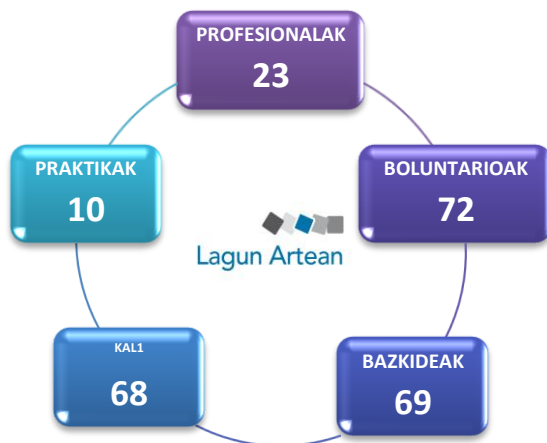 PROFESIONALAK
23
BOLUNTARIOAK
72
BAZKIDEAK
69
KAL1
68
PRAKTIKAK
10
Lagun Artean